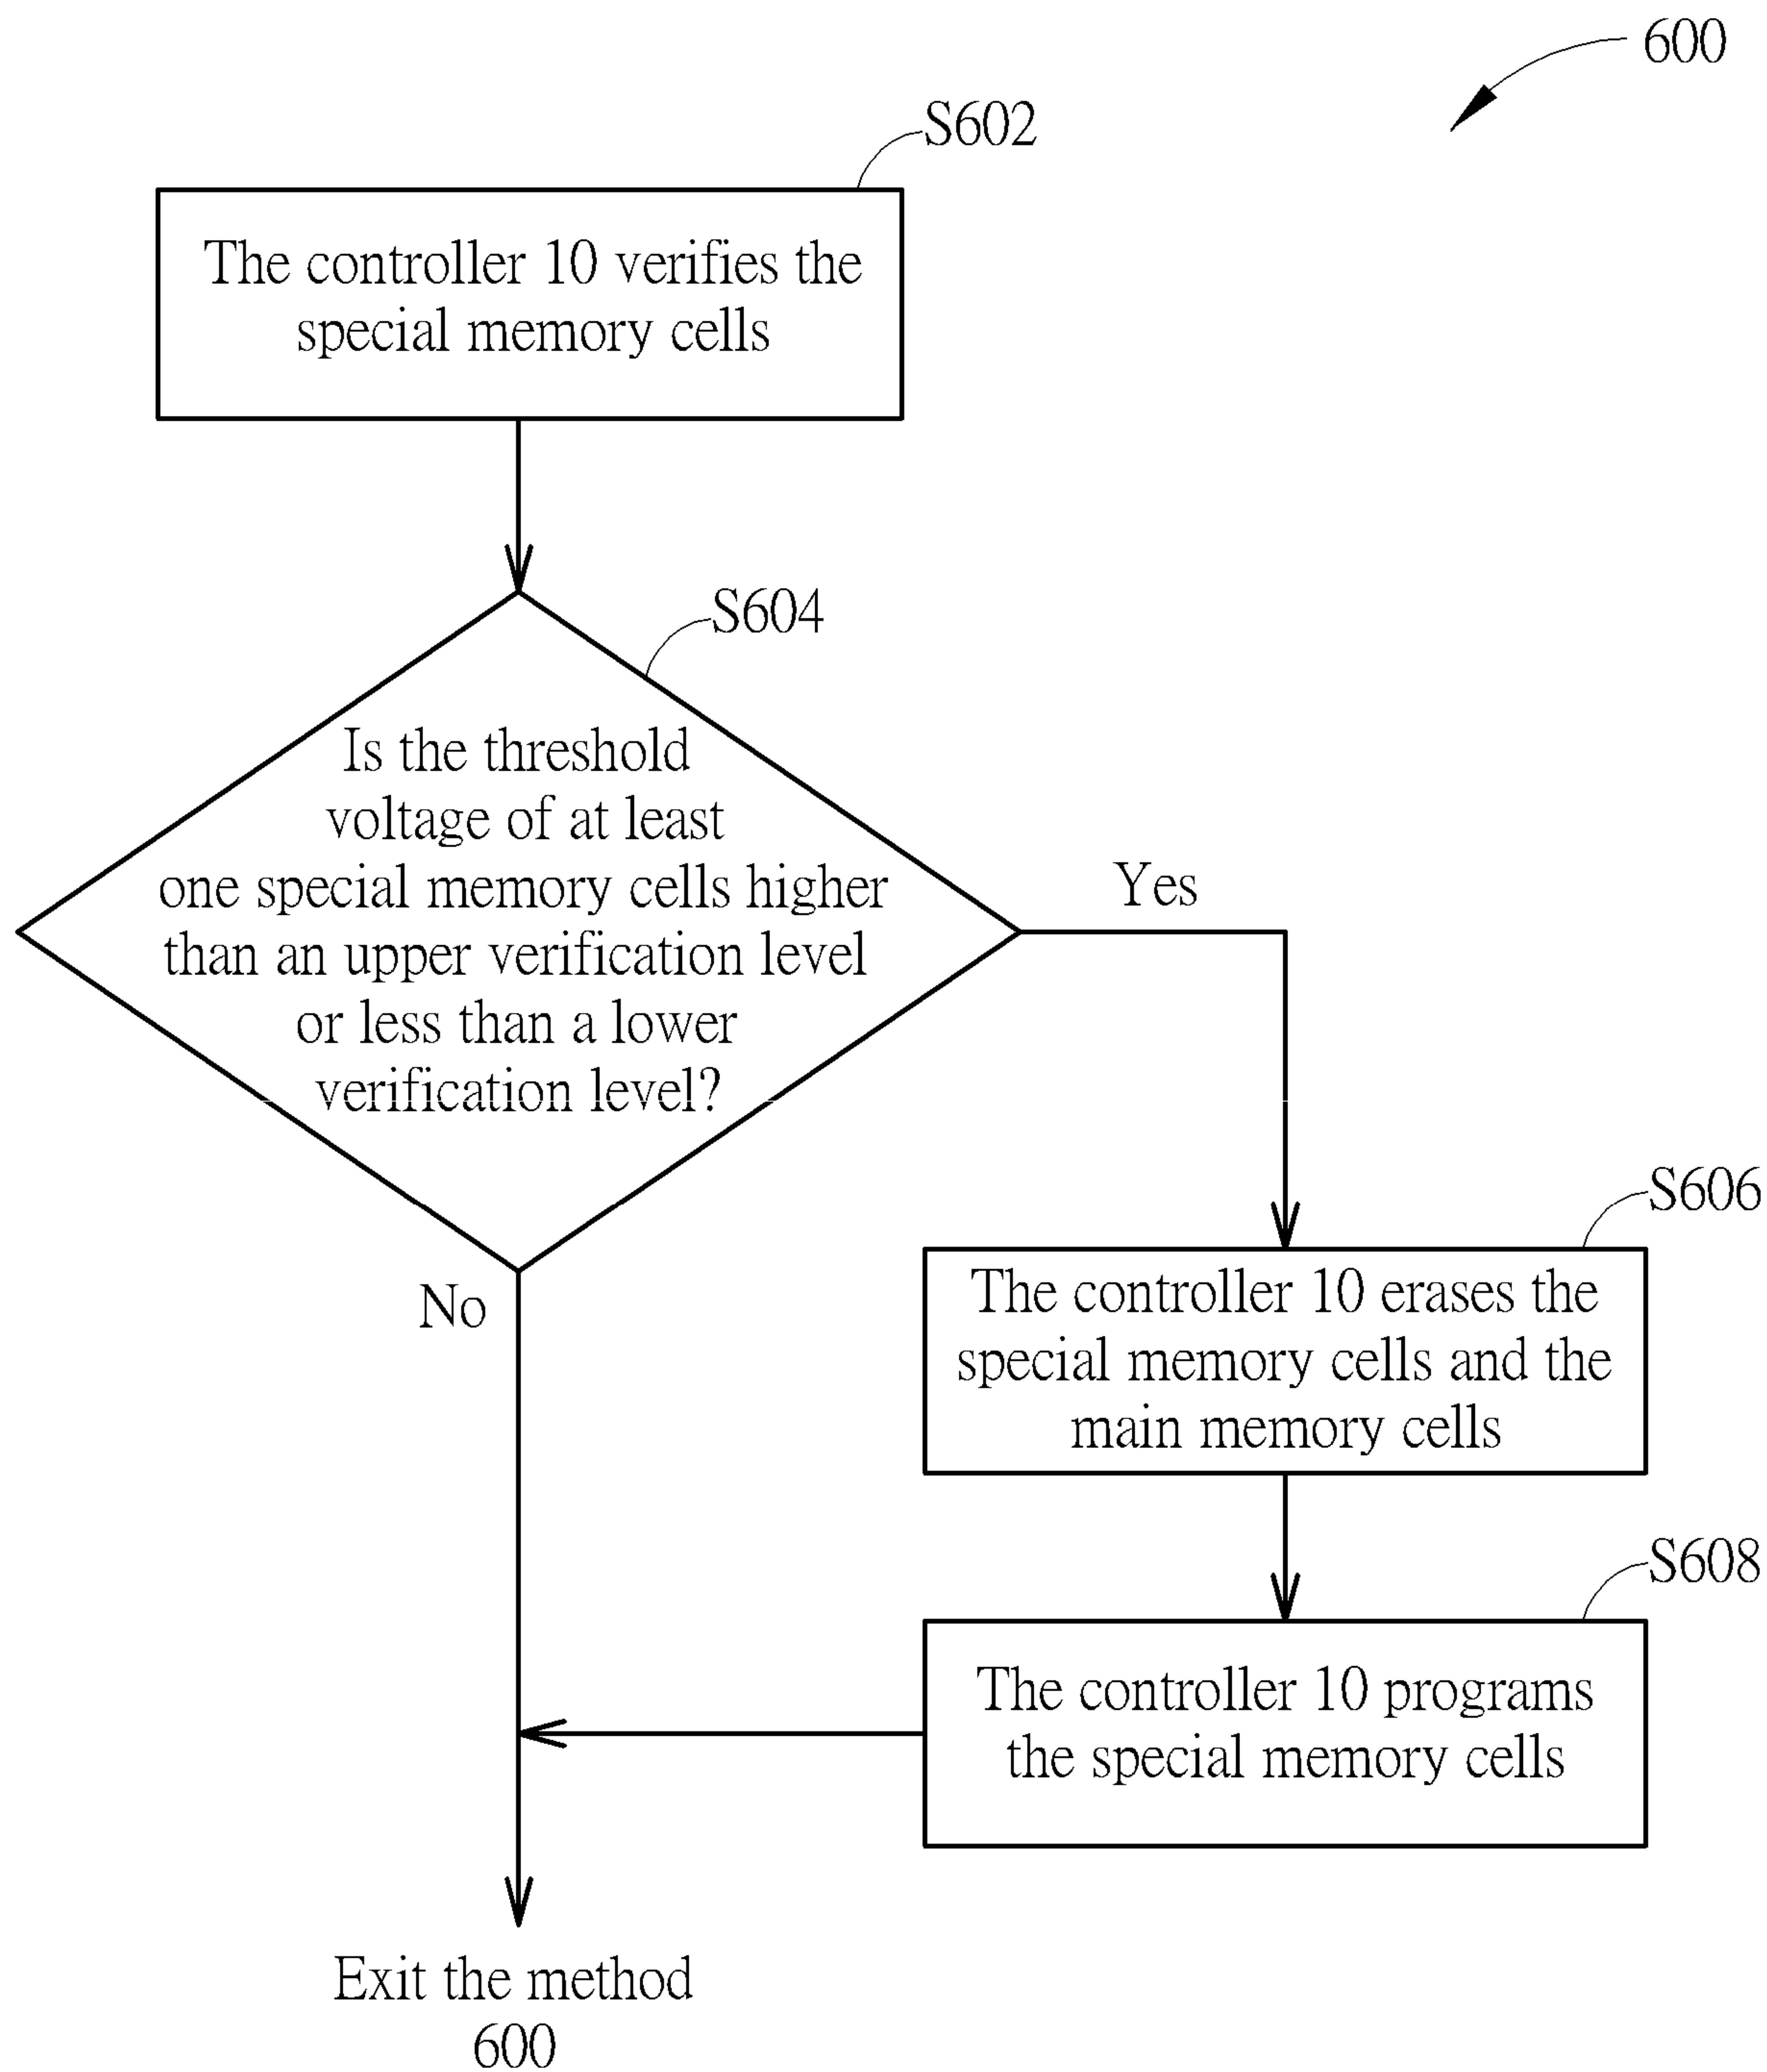 600
S602
The controller 10 verifies the
special memory cells
S604
Is the threshold
voltage of at least
one special memory cells higher
than an upper verification level
or less than a lower
verification level?
Yes
No
S606
The controller 10 erases the
special memory cells and the
main memory cells
S608
The controller 10 programs
the special memory cells
Exit the method
600